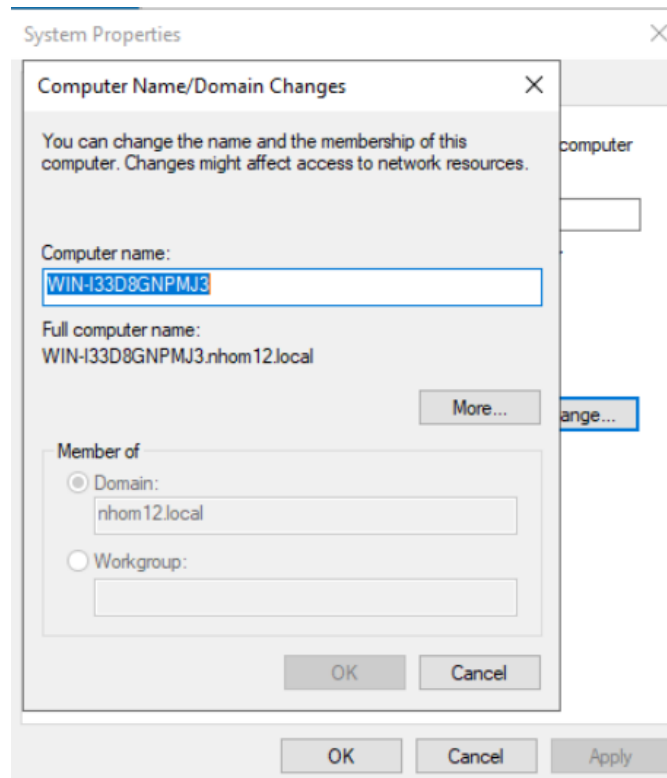 System Properties
Computer Name/Domain Changes
You can change the name and the membership of this
computer. Changes might affect access to network resources.
computer
Computer name:
WIN-I33D8GNPMJ3
Full computer name:
WIN-I33D8GNPMJ3.nhom12.local
More...
ange...
Member of
Domain:
nhom12.local
Workgroup:
OK Cancel
OK Cancel Apply